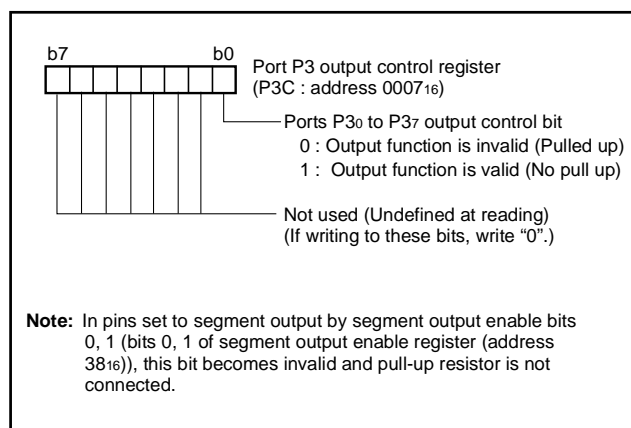 b7 b0
Port P3 output control register
(P3C : address 0007₁₆)
Ports P3₀ to P3₇ output control bit
0 : Output function is invalid (Pulled up)
1 : Output function is valid (No pull up)
Not used (Undefined at reading)
(If writing to these bits, write “0”.)
Note: In pins set to segment output by segment output enable bits
0, 1 (bits 0, 1 of segment output enable register (address
38₁₆)), this bit becomes invalid and pull-up resistor is not
connected.